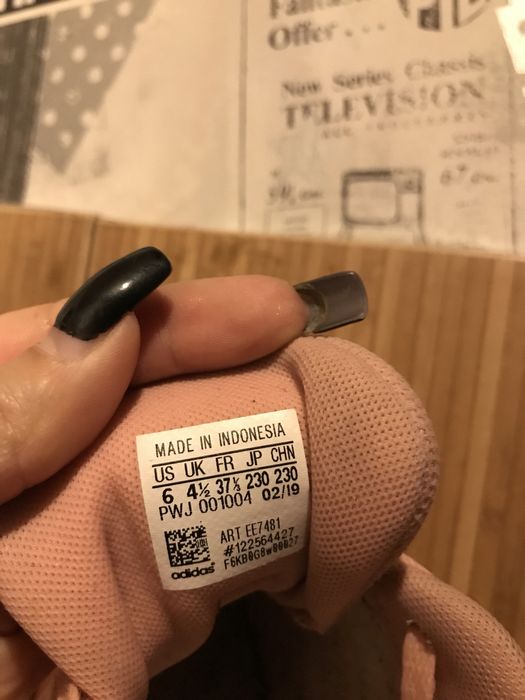 Offer . . .
New Series Classis
TELEVISION
MADE IN INDONESIA
US UK FR JP CHN
6 4½ 37⅓ 230 230
PWJ 001004 02/19
ART EE7481
#122564427
adidas